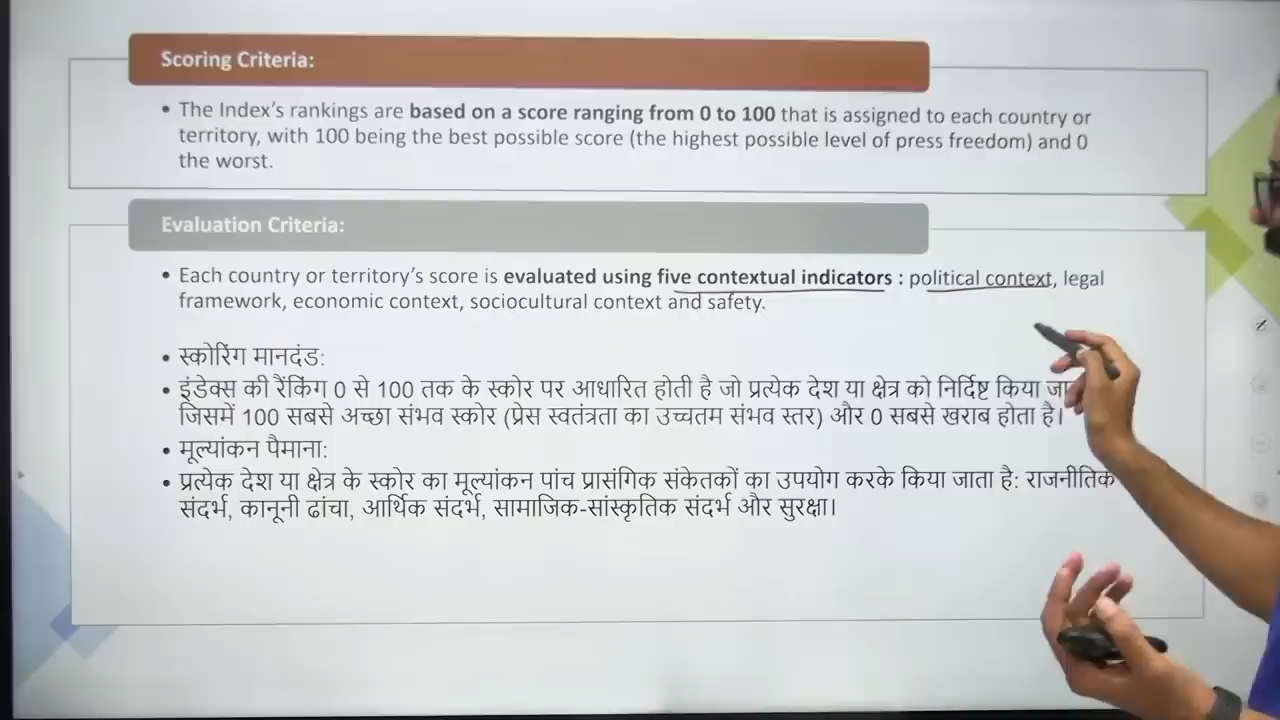 Scoring Criteria:
• The Index's rankings are based on a score ranging from 0 to 100 that is assigned to each country or
territory, with 100 being the best possible score (the highest possible level of press freedom) and 0
the worst.
Evaluation Criteria:
• Each country or territory's score is evaluated using five contextual indicators : political context, legal
framework, economic context, sociocultural context and safety.
• स्कोरिंग मानदंड:
• इंडेक्स की रैंकिंग 0 से 100 तक के स्कोर पर आधारित होती है जो प्रत्येक देश या क्षेत्र को निर्दिष्ट किया
जिसमें 100 सबसे अच्छा संभव स्कोर (प्रेस स्वतंत्रता का उच्चतम संभव स्तर) और 0 सबसे खराब होता है।
• मूल्यांकन पैमाना:
• प्रत्येक देश या क्षेत्र के स्कोर का मूल्यांकन पांच प्रासंगिक संकेतकों का उपयोग करके किया जाता है: राजनीतिक
संदर्भ, कानूनी ढांचा, आर्थिक संदर्भ, सामाजिक-सांस्कृतिक संदर्भ और सुरक्षा।